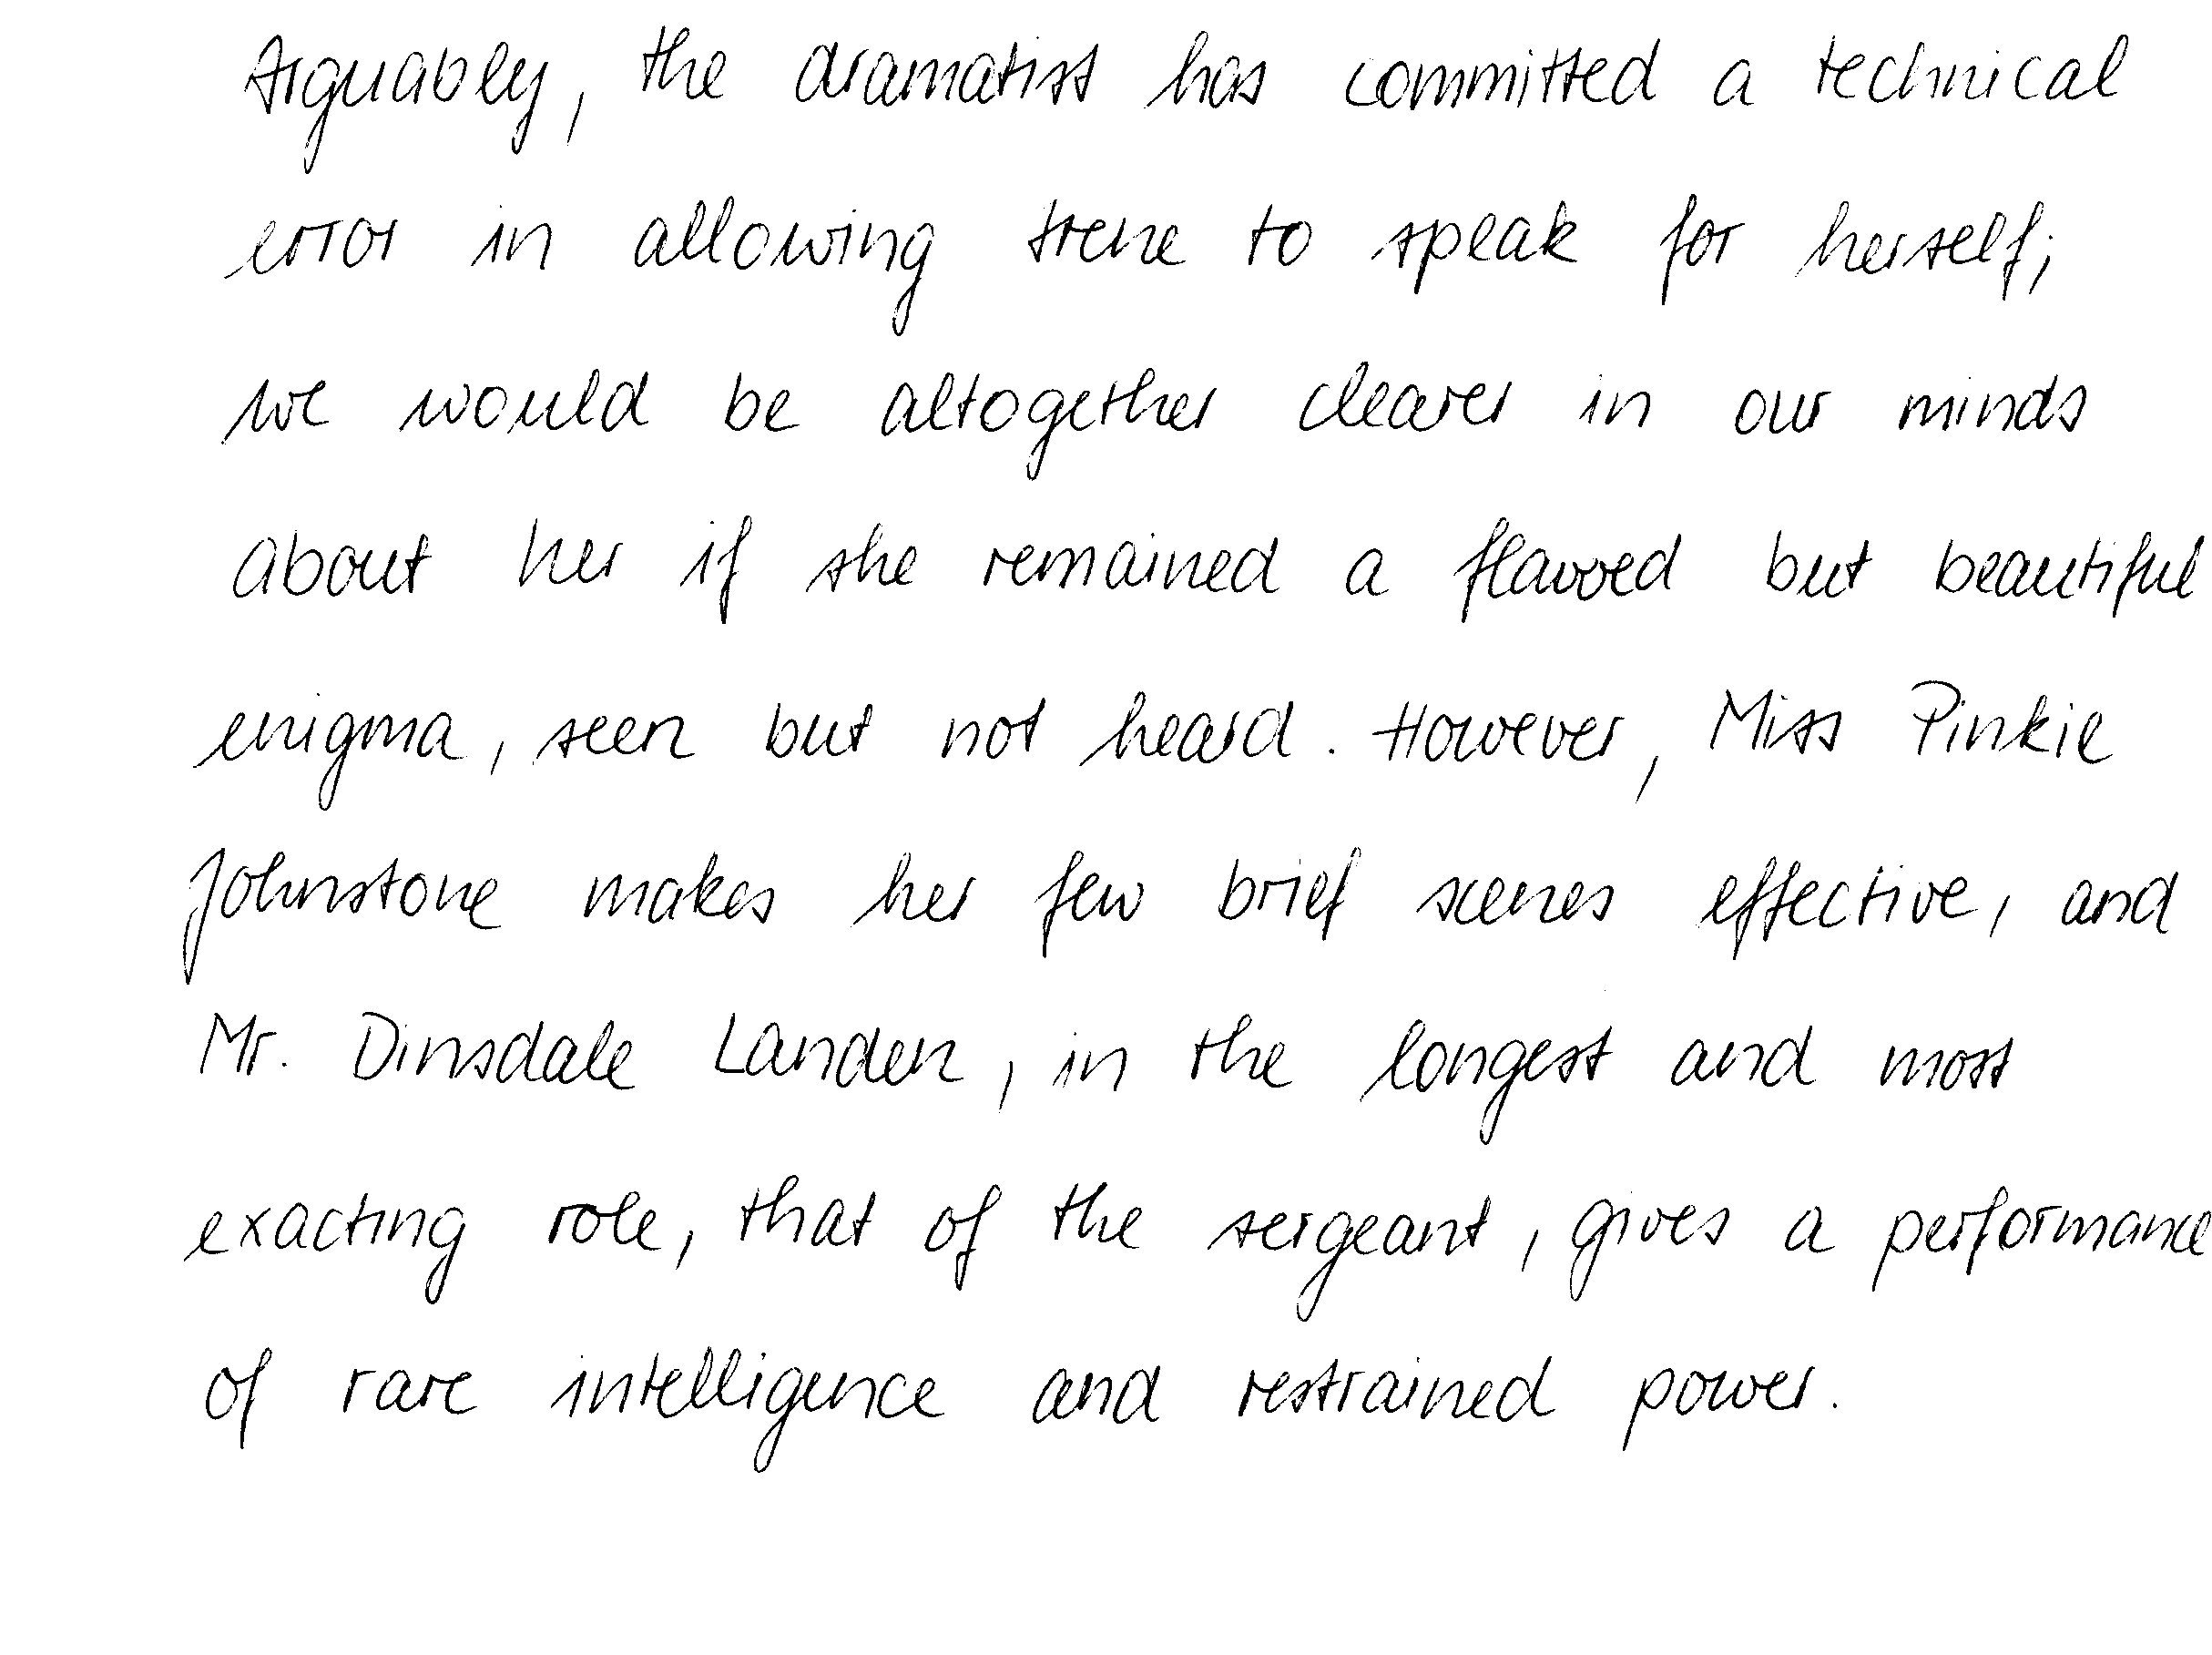 Arguably, the dramatist has committed a technical
error in allowing Irene to speak for herself;
we would be altogether clearer in our minds
about her if she remained a flawed but beautiful
enigma, seen but not heard. However, Miss Pinkie
Johnstone makes her few brief scenes effective, and
Mr. Dinsdale Landen, in the longest and most
exacting role, that of the sergeant, gives a performance
of rare intelligence and restrained power.